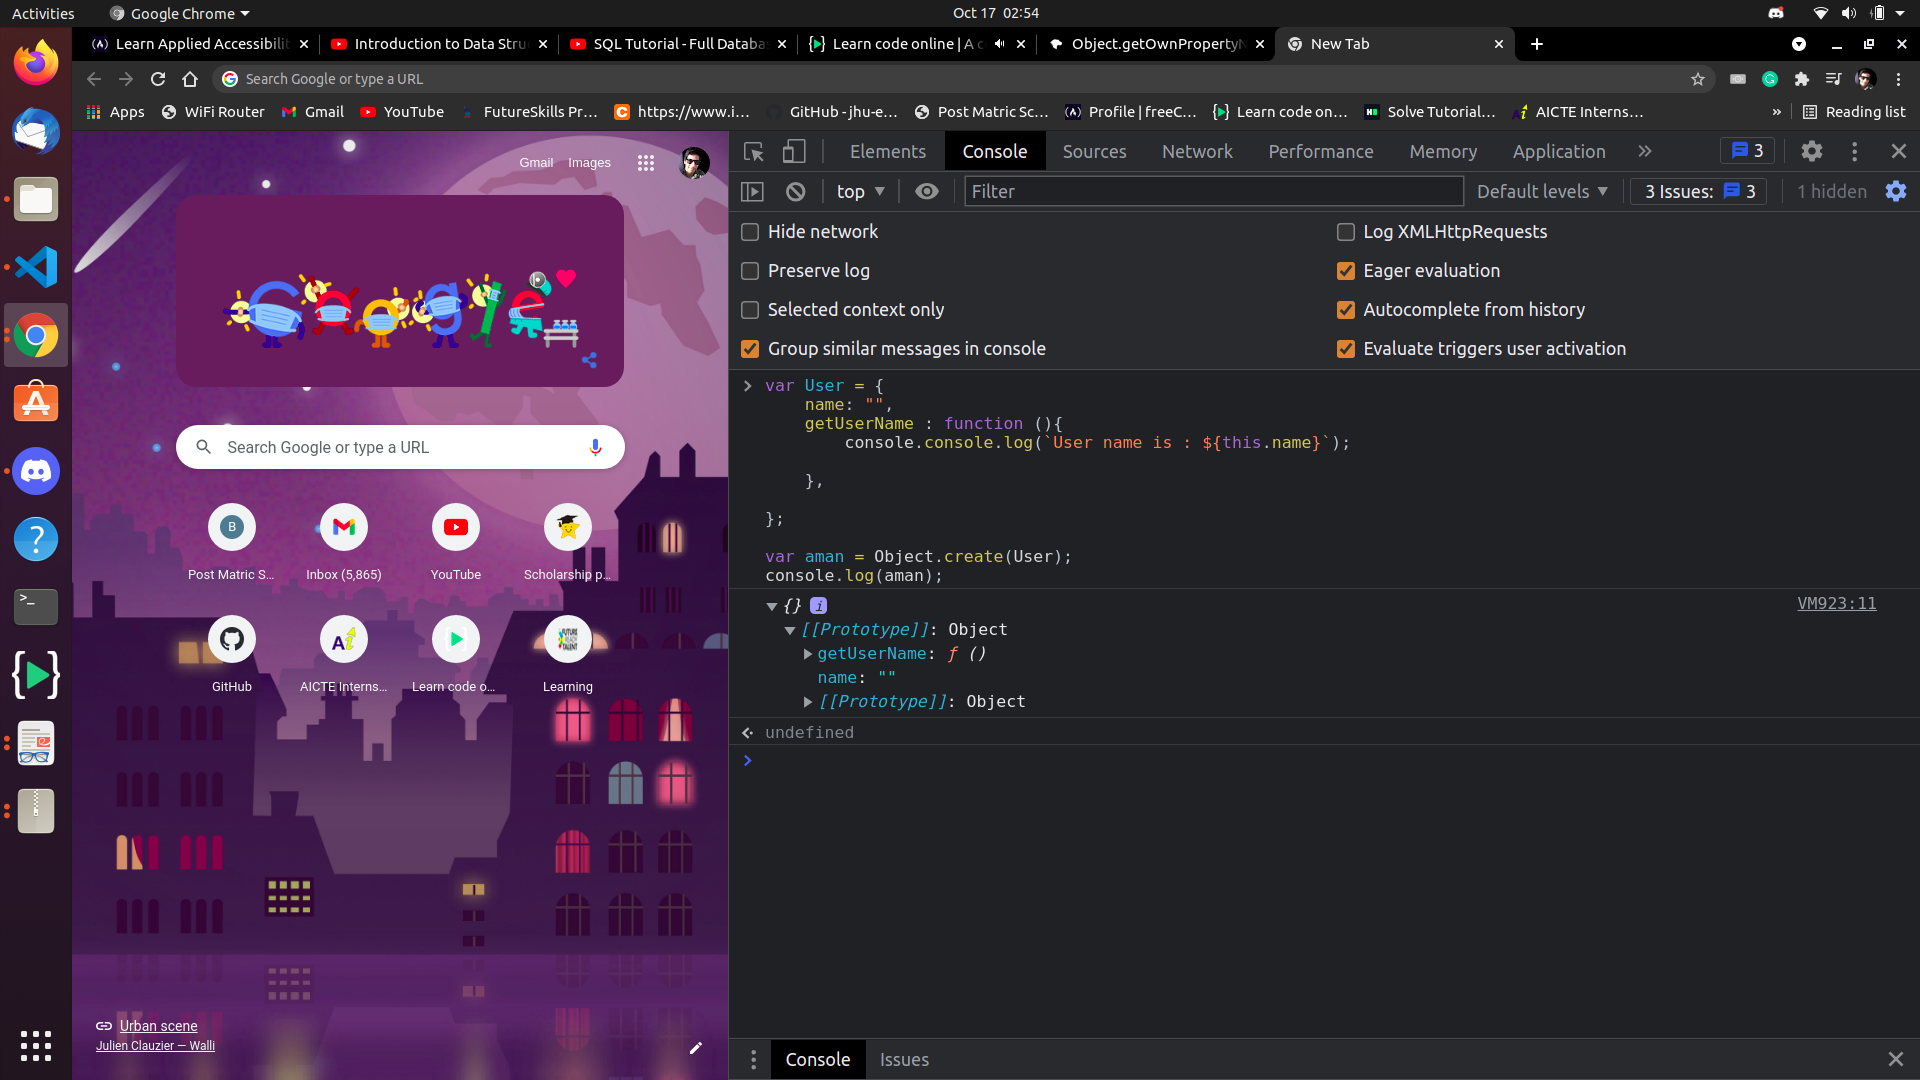 Activities
Google Chrome
Oct 17 02:54
Learn Applied Accessibilit
Introduction to Data Stru
SQL Tutorial - Full Databa
Learn code online | A c
Object.getOwnPropertyN
New Tab
Search Google or type a URL
Apps
WiFi Router
Gmail
YouTube
FutureSkills Pr...
https://www.i...
GitHub - jhu-e...
Post Matric Sc...
Profile | freeC...
Learn code on...
Solve Tutorial...
AICTE Interns...
»
Reading list
Gmail
Images
Google
Search Google or type a URL
B
Post Matric S...
Inbox (5,865)
YouTube
Scholarship p...
GitHub
AICTE Interns...
Learn code o...
Learning
Urban scene
Julien Clauzier — Walli
Elements
Console
Sources
Network
Performance
Memory
Application
»
3
top
Filter
Default levels
3 Issues:
3
1 hidden
Hide network
Log XMLHttpRequests
Preserve log
Eager evaluation
Selected context only
Autocomplete from history
Group similar messages in console
Evaluate triggers user activation
var User = {
name: "",
getUserName : function (){
console.console.log(`User name is : ${this.name}`);
},
};
var aman = Object.create(User);
console.log(aman);
{} i
VM923:11
[[Prototype]]: Object
getUserName: ƒ ()
name: ""
[[Prototype]]: Object
undefined
Console
Issues